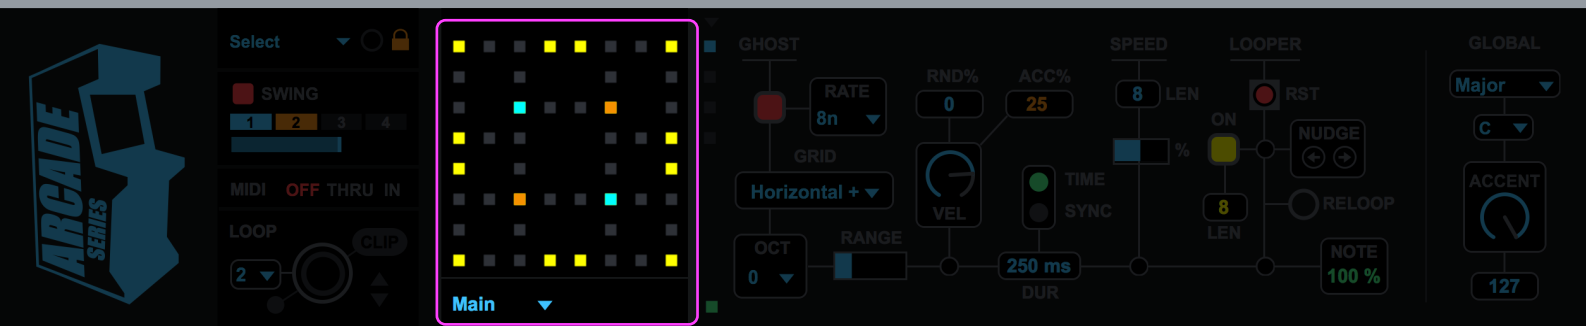 Select
SWING
1 2 3 4
MIDI OFF THRU IN
LOOP
CLIP
2
ARCADE
SERIES
Main
GHOST
RATE
8n
GRID
Horizontal +
OCT
0
RANGE
RND%
0
ACC%
25
VEL
TIME
SYNC
250 ms
DUR
SPEED
8 LEN
%
LOOPER
RST
ON
NUDGE
8
LEN
RELOOP
NOTE
100 %
GLOBAL
Major
C
ACCENT
127